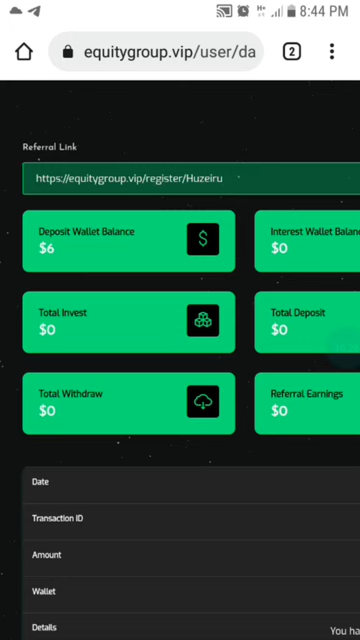 8:44 PM
equitygroup.vip/user/da
2
Referral Link
https://equitygroup.vip/register/Huzeiru
Deposit Wallet Balance
$6
Interest Wallet Balan
$0
Total Invest
$0
Total Deposit
$0
Total Withdraw
$0
Referral Earnings
$0
Date
Transaction ID
Amount
Wallet
Details
You ha